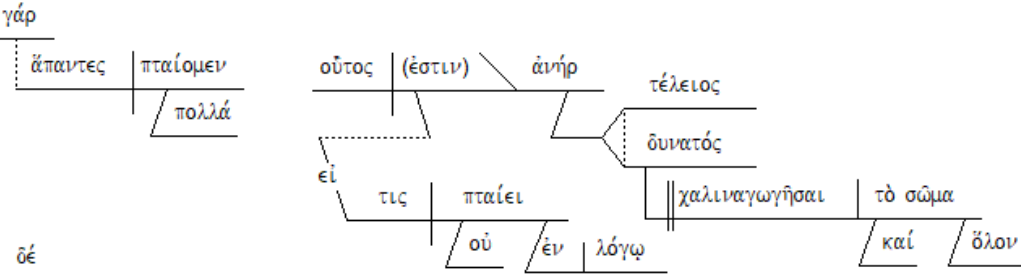 γάρ
ἅπαντες πταίομεν
πολλά
οὗτος (ἐστιν) ἀνήρ
τέλειος
δυνατός
εἰ
τις πταίει
οὐ ἐν λόγῳ
χαλιναγωγῆσαι τὸ σῶμα
καί ὅλον
δέ